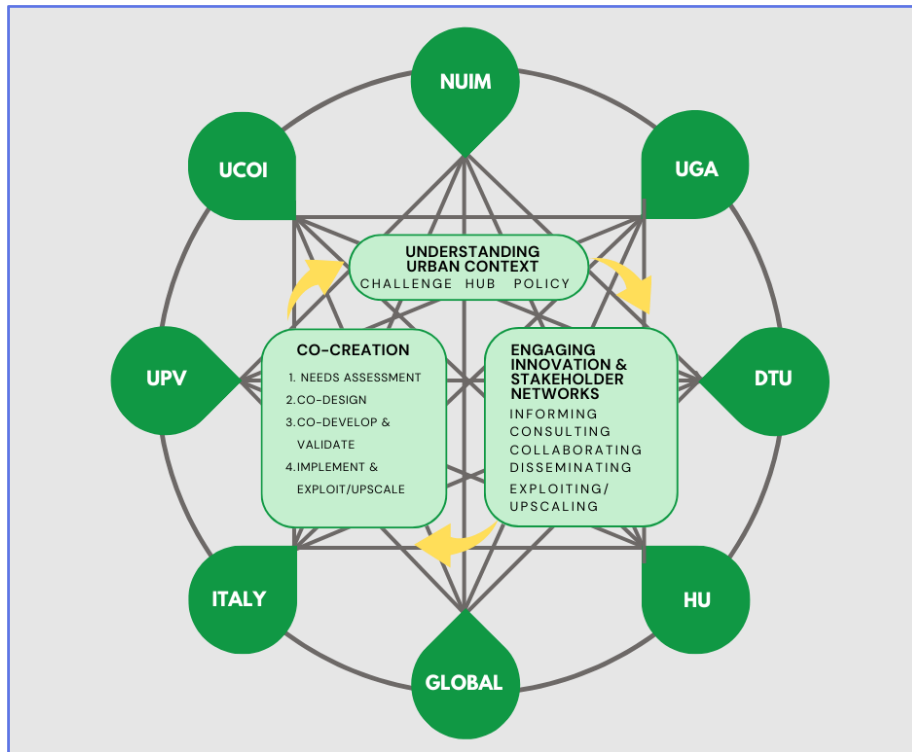 NUIM
UCOI
UGA
UNDERSTANDING
URBAN CONTEXT
CHALLENGE HUB POLICY
UPV
CO-CREATION
1. NEEDS ASSESSMENT
2.CO-DESIGN
3.CO-DEVELOP &
VALIDATE
4.IMPLEMENT &
EXPLOIT/UPSCALE
ENGAGING
INNOVATION &
STAKEHOLDER
NETWORKS
INFORMING
CONSULTING
COLLABORATING
DISSEMINATING
EXPLOITING/
UPSCALING
DTU
ITALY
HU
GLOBAL